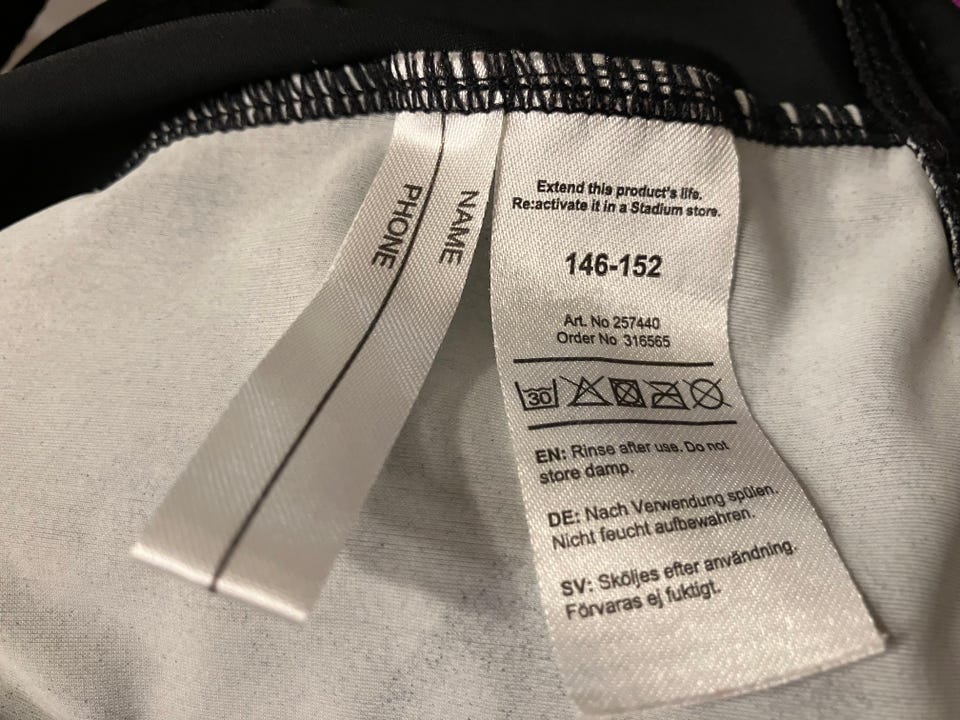 NAME
PHONE
Extend this product's life.
Re:activate it in a Stadium store.
146-152
Art. No 257440
Order No 316565
30
EN: Rinse after use. Do not
store damp.
DE: Nach Verwendung spülen.
Nicht feucht aufbewahren.
SV: Sköljes efter användning.
Förvaras ej fuktigt.